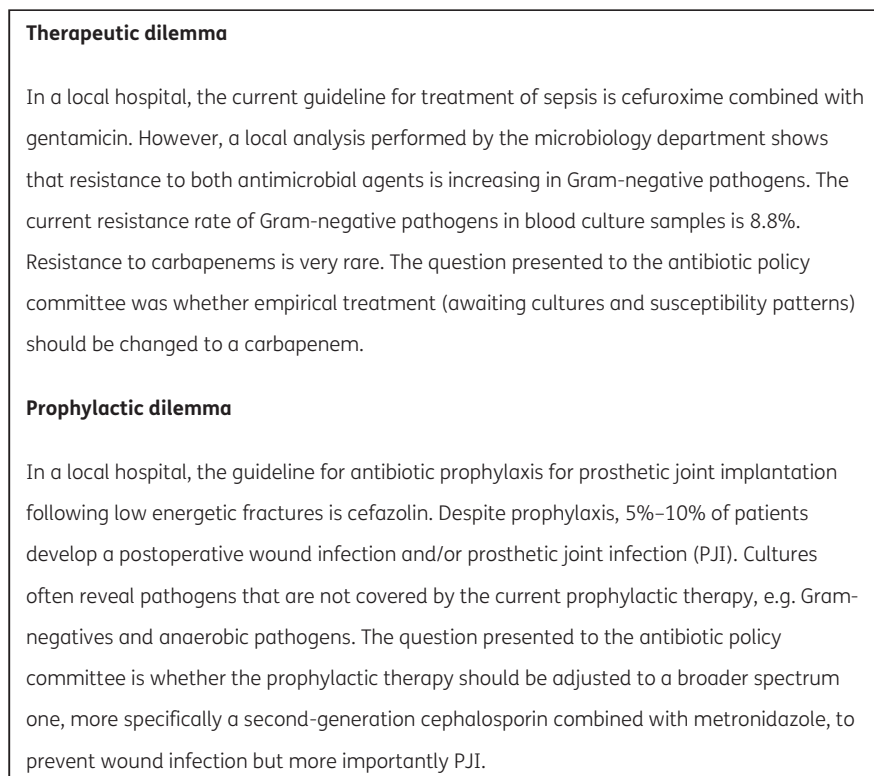 Therapeutic dilemma
In a local hospital, the current guideline for treatment of sepsis is cefuroxime combined with
gentamicin. However, a local analysis performed by the microbiology department shows
that resistance to both antimicrobial agents is increasing in Gram-negative pathogens. The
current resistance rate of Gram-negative pathogens in blood culture samples is 8.8%.
Resistance to carbapenems is very rare. The question presented to the antibiotic policy
committee was whether empirical treatment (awaiting cultures and susceptibility patterns)
should be changed to a carbapenem.
Prophylactic dilemma
In a local hospital, the guideline for antibiotic prophylaxis for prosthetic joint implantation
following low energetic fractures is cefazolin. Despite prophylaxis, 5%–10% of patients
develop a postoperative wound infection and/or prosthetic joint infection (PJI). Cultures
often reveal pathogens that are not covered by the current prophylactic therapy, e.g. Gram-
negatives and anaerobic pathogens. The question presented to the antibiotic policy
committee is whether the prophylactic therapy should be adjusted to a broader spectrum
one, more specifically a second-generation cephalosporin combined with metronidazole, to
prevent wound infection but more importantly PJI.